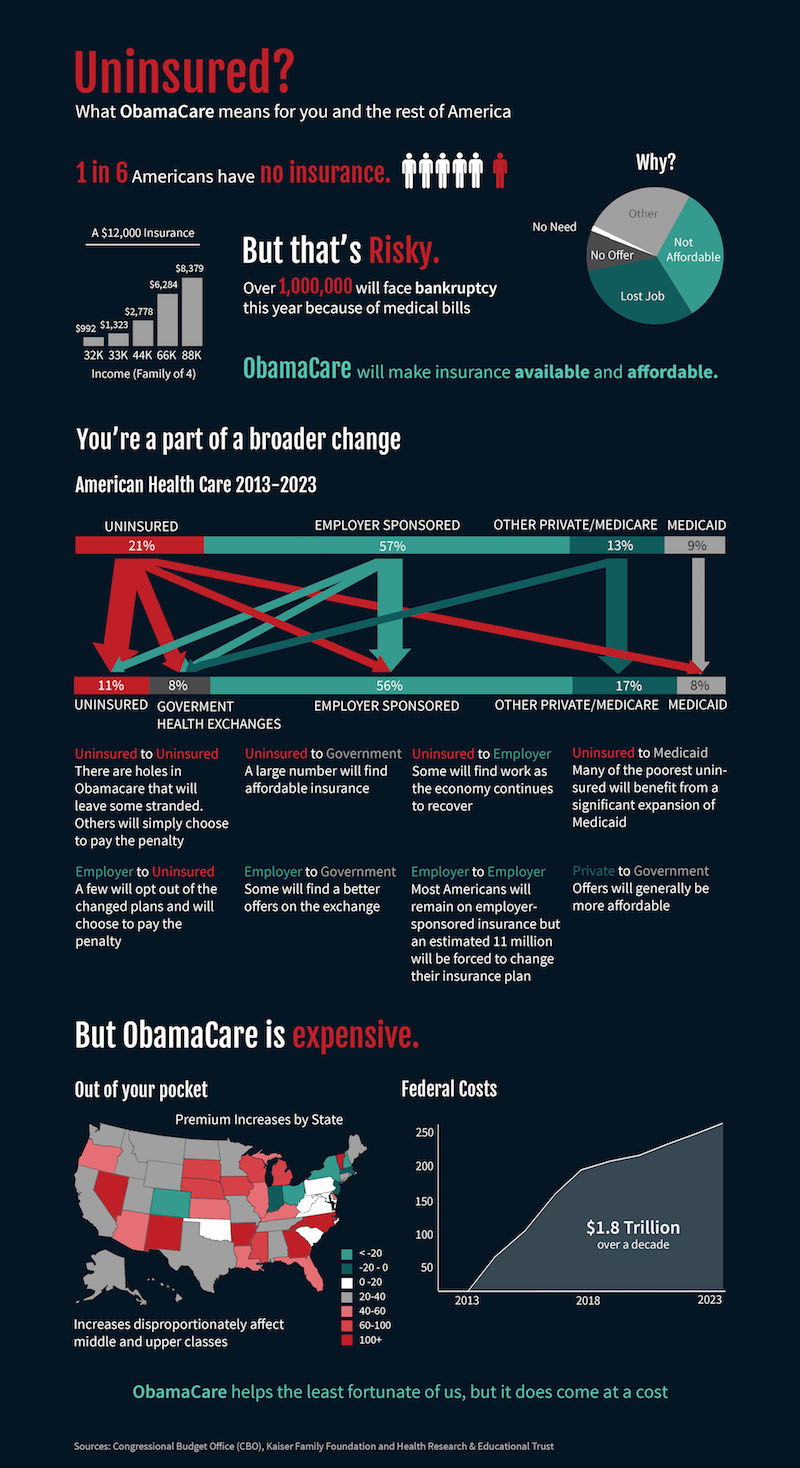 Uninsured?
What ObamaCare means for you and the rest of America
1 in 6 Americans have no insurance.
Why?
Other
Not
Affordable
No Need
No Offer
Lost Job
A $12,000 Insurance
$992
$1,323
$2,778
$6,284
$8,379
32K 33K 44K 66K 88K
Income (Family of 4)
But that's Risky.
Over 1,000,000 will face bankruptcy
this year because of medical bills
ObamaCare will make insurance available and affordable.
You're a part of a broader change
American Health Care 2013-2023
UNINSURED EMPLOYER SPONSORED OTHER PRIVATE/MEDICARE MEDICAID
21% 57% 13% 9%
11% 8% 56% 17% 8%
UNINSURED
GOVERMENT
HEALTH EXCHANGES
EMPLOYER SPONSORED
OTHER PRIVATE/MEDICARE
MEDICAID
Uninsured to Uninsured
There are holes in
Obamacare that will
leave some stranded.
Others will simply choose
to pay the penalty
Uninsured to Government
A large number will find
affordable insurance
Uninsured to Employer
Some will find work as
the economy continues
to recover
Uninsured to Medicaid
Many of the poorest unin-
sured will benefit from a
significant expansion of
Medicaid
Employer to Uninsured
A few will opt out of the
changed plans and will
choose to pay the
penalty
Employer to Government
Some will find a better
offers on the exchange
Employer to Employer
Most Americans will
remain on employer-
sponsored insurance but
an estimated 11 million
will be forced to change
their insurance plan
Private to Government
Offers will generally be
more affordable
But ObamaCare is expensive.
Out of your pocket
Premium Increases by State
< -20
-20 - 0
0 -20
20-40
40-60
60-100
100+
Increases disproportionately affect
middle and upper classes
Federal Costs
250
200
150
100
50
$1.8 Trillion
over a decade
2013 2018 2023
ObamaCare helps the least fortunate of us, but it does come at a cost
Sources: Congressional Budget Office (CBO), Kaiser Family Foundation and Health Research & Educational Trust